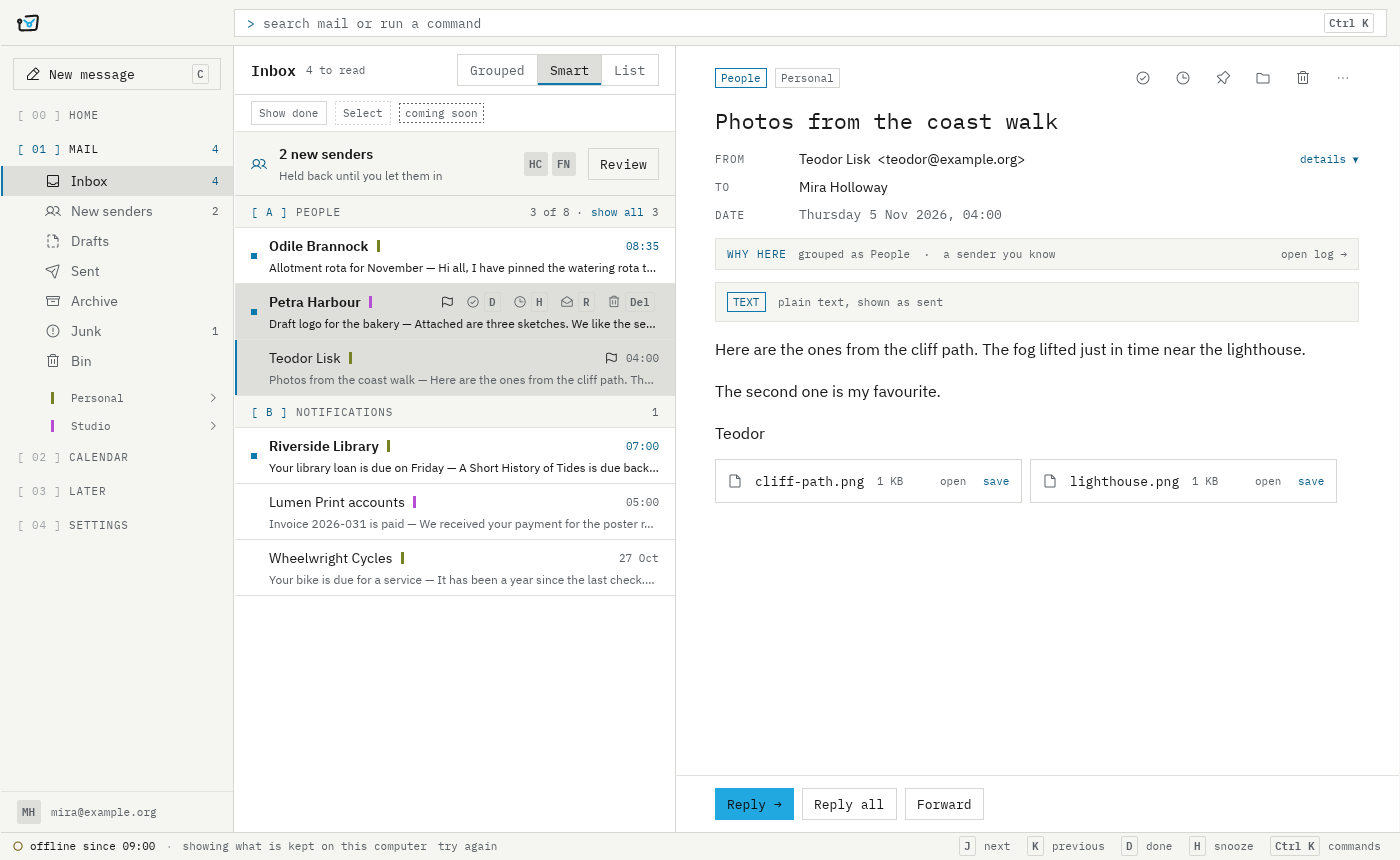 > search mail or run a command Ctrl K
New message C
[ 00 ] HOME
[ 01 ] MAIL 4
Inbox 4
New senders 2
Drafts
Sent
Archive
Junk 1
Bin
Personal
Studio
[ 02 ] CALENDAR
[ 03 ] LATER
[ 04 ] SETTINGS
MH mira@example.org
Inbox 4 to read Grouped Smart List
Show done Select coming soon
2 new senders
Held back until you let them in
HC FN Review
[ A ] PEOPLE 3 of 8 · show all 3
Odile Brannock 08:35
Allotment rota for November — Hi all, I have pinned the watering rota t…
Petra Harbour D H R Del
Draft logo for the bakery — Attached are three sketches. We like the se…
Teodor Lisk 04:00
Photos from the coast walk — Here are the ones from the cliff path. Th…
[ B ] NOTIFICATIONS 1
Riverside Library 07:00
Your library loan is due on Friday — A Short History of Tides is due back…
Lumen Print accounts 05:00
Invoice 2026-031 is paid — We received your payment for the poster r…
Wheelwright Cycles 27 Oct
Your bike is due for a service — It has been a year since the last check.…
People Personal
Photos from the coast walk
FROM Teodor Lisk <teodor@example.org> details ▾
TO Mira Holloway
DATE Thursday 5 Nov 2026, 04:00
WHY HERE grouped as People · a sender you know open log →
TEXT plain text, shown as sent
Here are the ones from the cliff path. The fog lifted just in time near the lighthouse.
The second one is my favourite.
Teodor
cliff-path.png 1 KB open save
lighthouse.png 1 KB open save
Reply → Reply all Forward
offline since 09:00 · showing what is kept on this computer try again
J next K previous D done H snooze Ctrl K commands